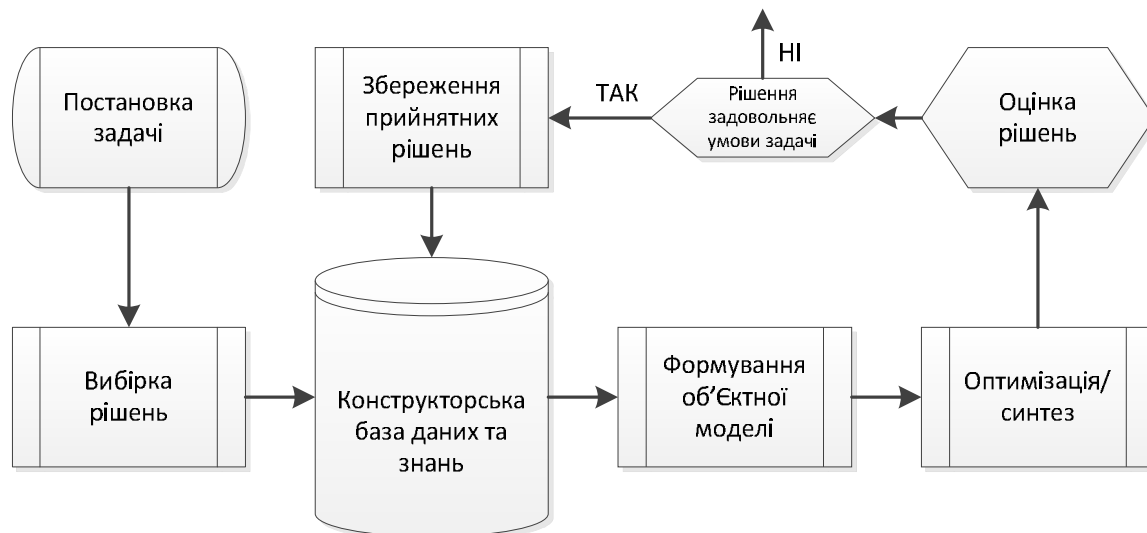 Постановка
задачі
Збереження
прийнятних
рішень
ТАК
НІ
Рішення
задовольняє
умови задачі
Оцінка
рішень
Вибірка
рішень
Конструкторська
база даних та
знань
Формування
об'Єктної
моделі
Оптимізація/
синтез